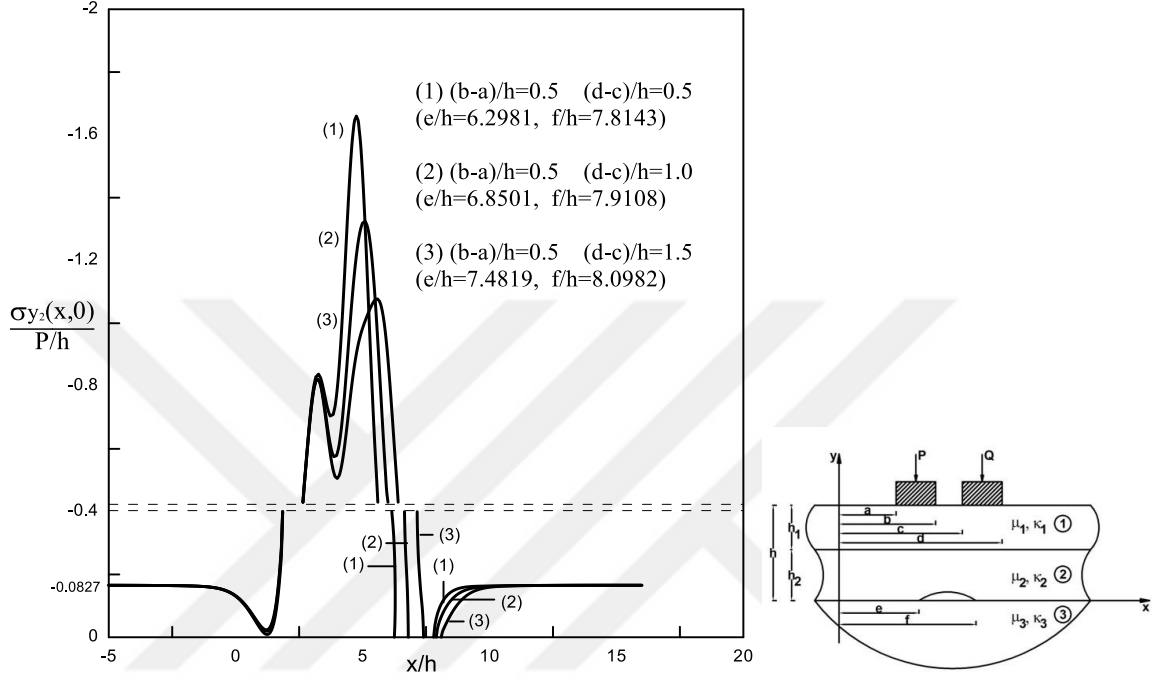 -2
-1.6
-1.2
-0.8
-0.4
-0.0827
0
σy₂(x,0)
P/h
(1) (b-a)/h=0.5 (d-c)/h=0.5
(e/h=6.2981, f/h=7.8143)
(2) (b-a)/h=0.5 (d-c)/h=1.0
(e/h=6.8501, f/h=7.9108)
(3) (b-a)/h=0.5 (d-c)/h=1.5
(e/h=7.4819, f/h=8.0982)
(1)
(2)
(3)
(3)
(2)
(1)
(1)
(2)
(3)
-5
0
5
10
15
20
x/h
y
P
Q
a
b
c
d
h
h₁
h₂
μ₁, κ₁ ①
μ₂, κ₂ ②
x
e
f
μ₃, κ₃ ③